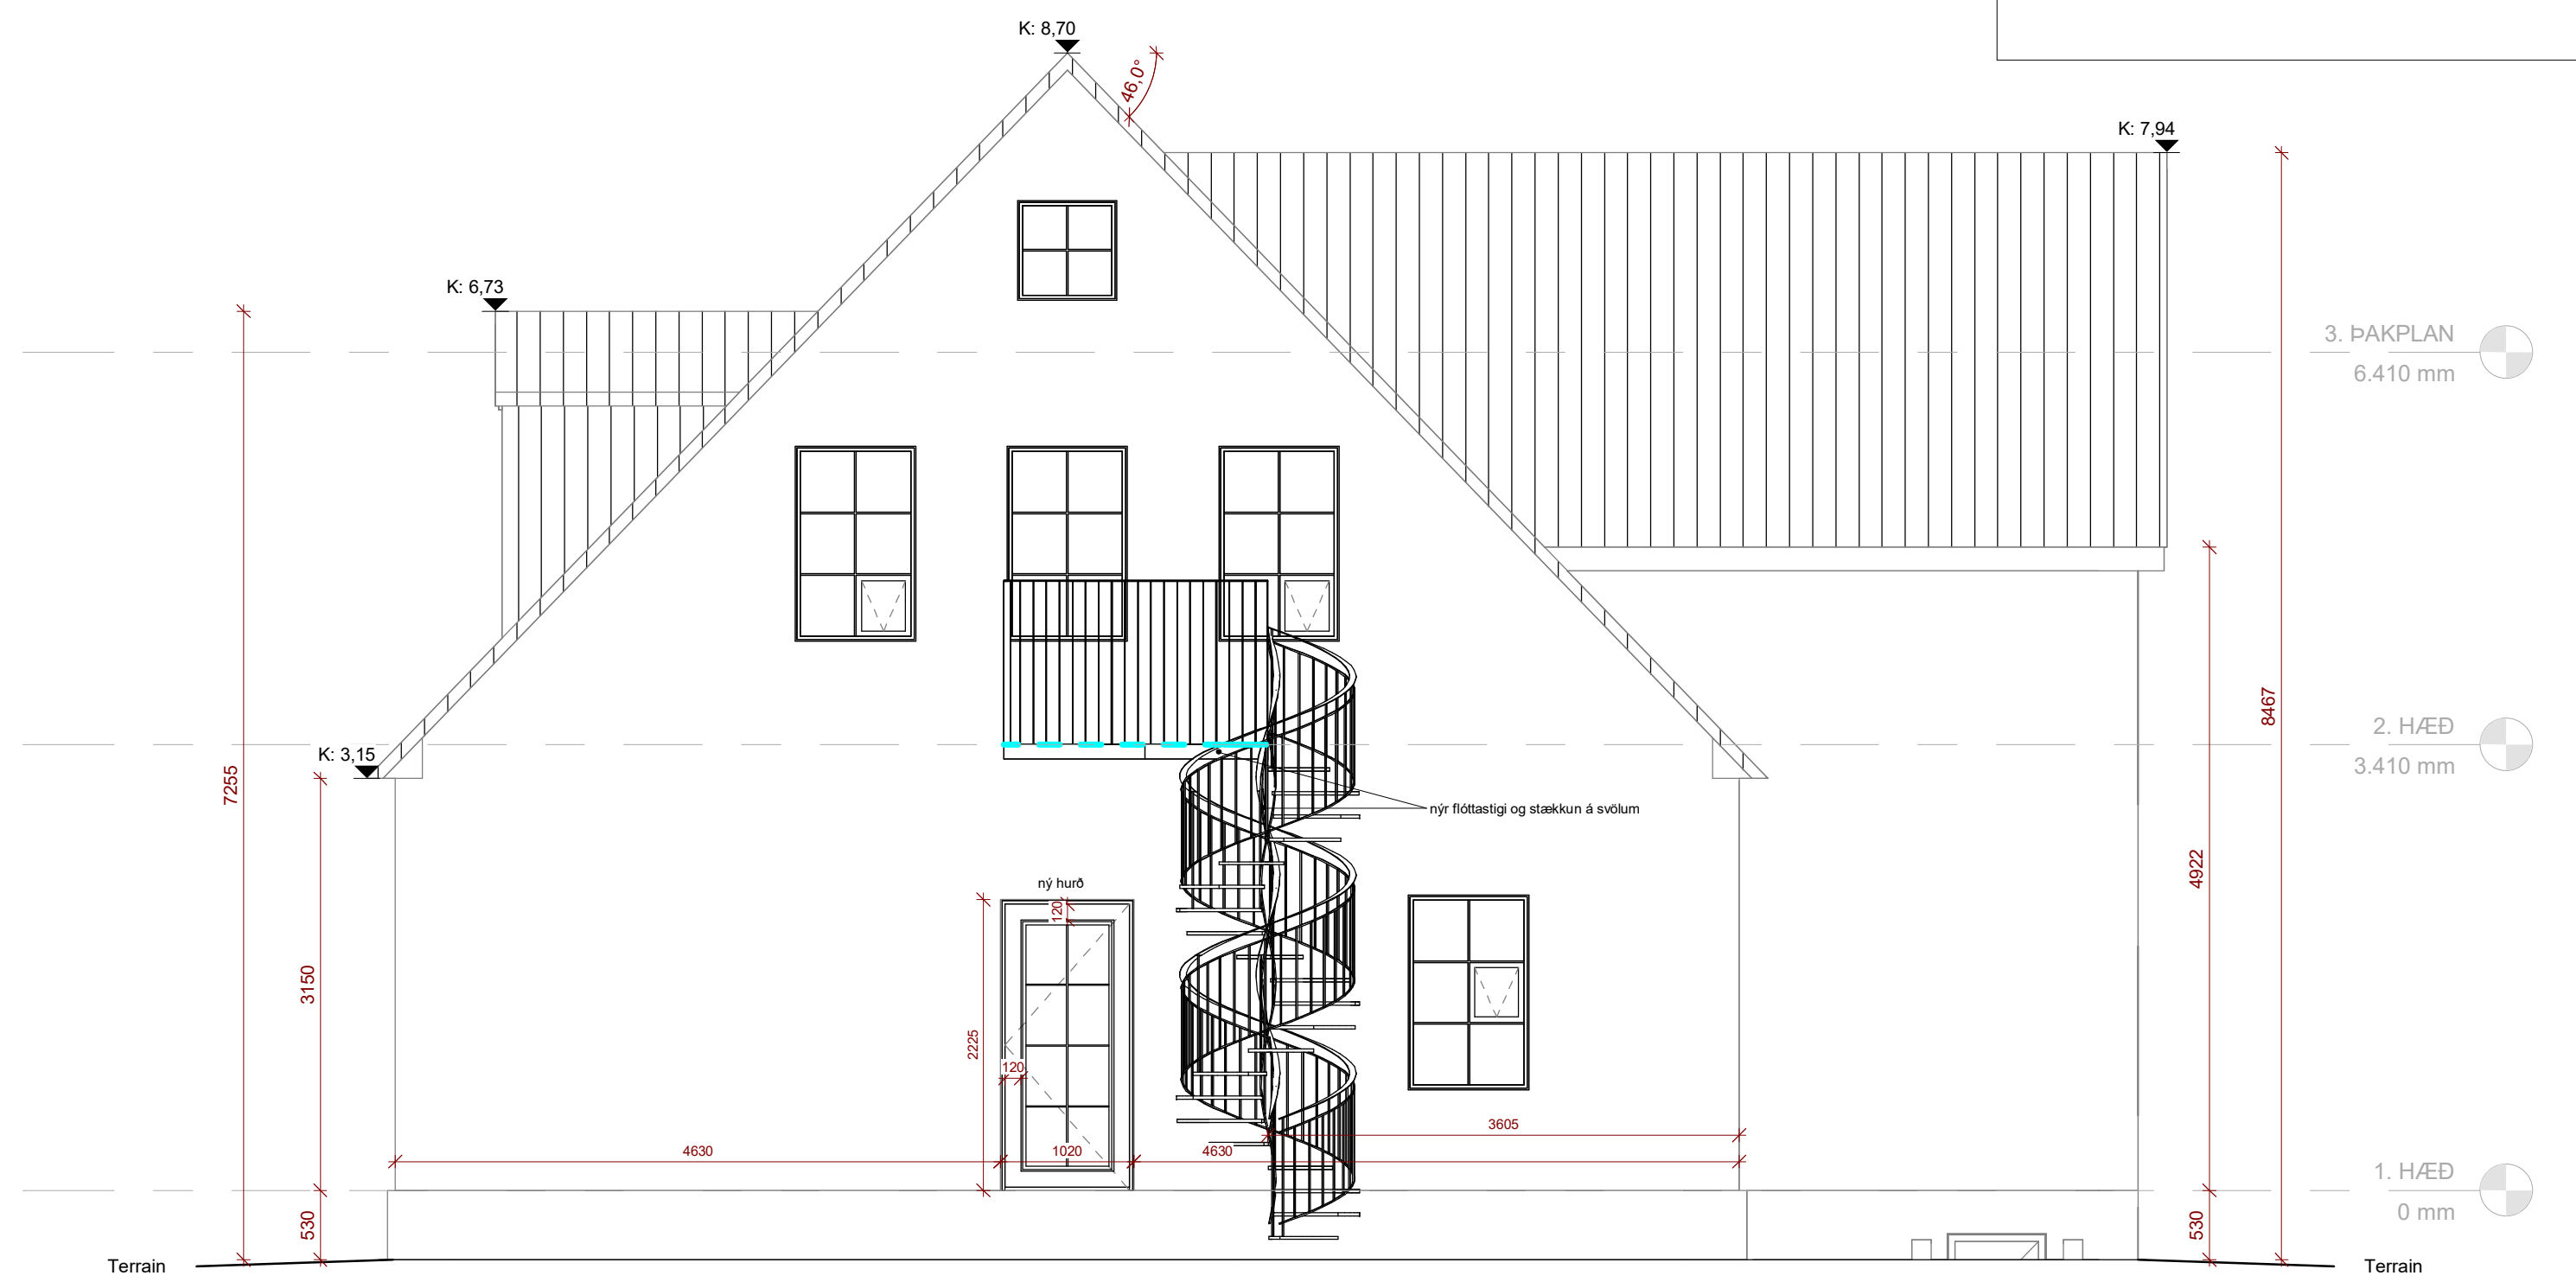 K: 8,70
46,0°
K: 7,94
K: 6,73
3. ÞAKPLAN
6.410 mm
2. HÆÐ
3.410 mm
K: 3,15
7255
8467
nýr flóttastigi og stækkun á svölum
4922
ný hurð
120
3150
2225
120
3605
4630
1020
4630
1. HÆÐ
0 mm
530
530
Terrain
Terrain